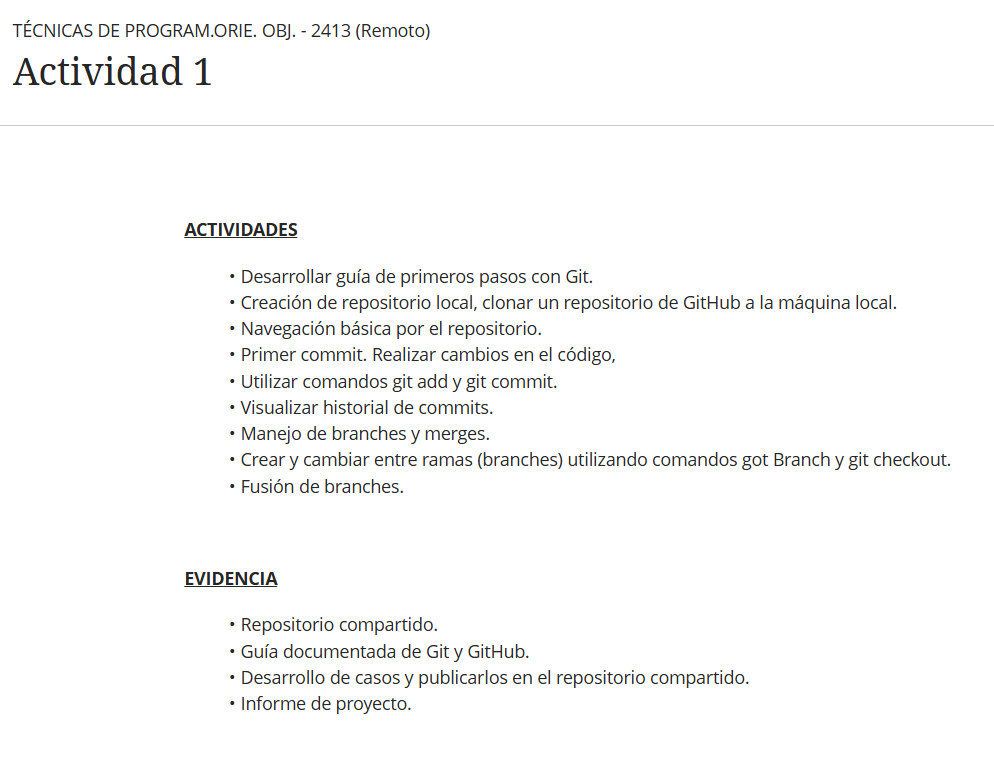 TÉCNICAS DE PROGRAM.ORIE. OBJ. - 2413 (Remoto)
Actividad 1
ACTIVIDADES
• Desarrollar guía de primeros pasos con Git.
• Creación de repositorio local, clonar un repositorio de GitHub a la máquina local.
• Navegación básica por el repositorio.
• Primer commit. Realizar cambios en el código,
• Utilizar comandos git add y git commit.
• Visualizar historial de commits.
• Manejo de branches y merges.
• Crear y cambiar entre ramas (branches) utilizando comandos got Branch y git checkout.
• Fusión de branches.
EVIDENCIA
• Repositorio compartido.
• Guía documentada de Git y GitHub.
• Desarrollo de casos y publicarlos en el repositorio compartido.
• Informe de proyecto.